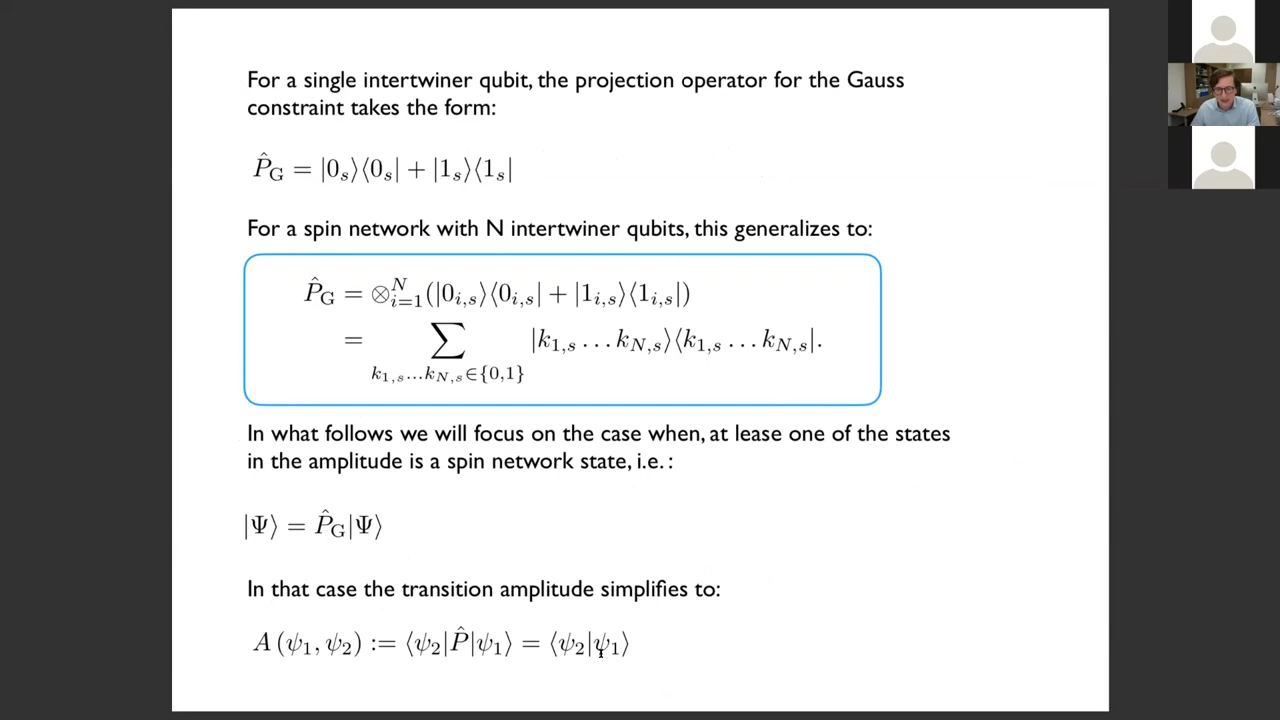 For a single intertwiner qubit, the projection operator for the Gauss
constraint takes the form:
P̂_G = |0_s⟩⟨0_s| + |1_s⟩⟨1_s|
For a spin network with N intertwiner qubits, this generalizes to:
P̂_G = ⊗_{i=1}^N (|0_{i,s}⟩⟨0_{i,s}| + |1_{i,s}⟩⟨1_{i,s}|)
= ∑_{k_{1,s}...k_{N,s}∈{0,1}} |k_{1,s} ... k_{N,s}⟩⟨k_{1,s} ... k_{N,s}|.
In what follows we will focus on the case when, at lease one of the states
in the amplitude is a spin network state, i.e. :
|Ψ⟩ = P̂_G|Ψ⟩
In that case the transition amplitude simplifies to:
A (ψ_1, ψ_2) := ⟨ψ_2|P̂|ψ_1⟩ = ⟨ψ_2|ψ_1⟩